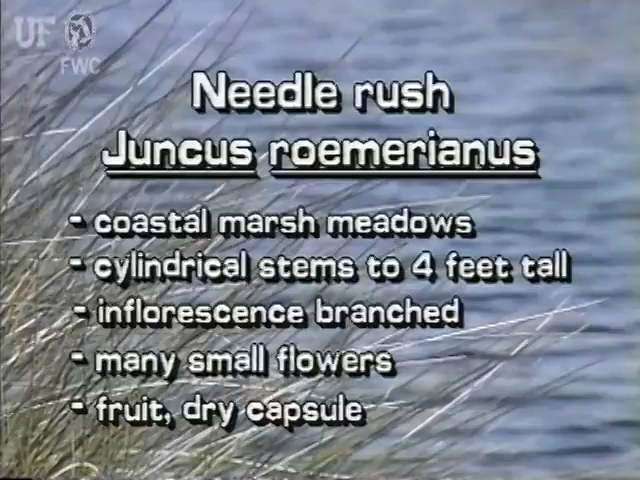 UF
FWC
Needle rush
Juncus roemerianus
- coastal marsh meadows
- cylindrical stems to 4 feet tall
- inflorescence branched
- many small flowers
- fruit, dry capsule